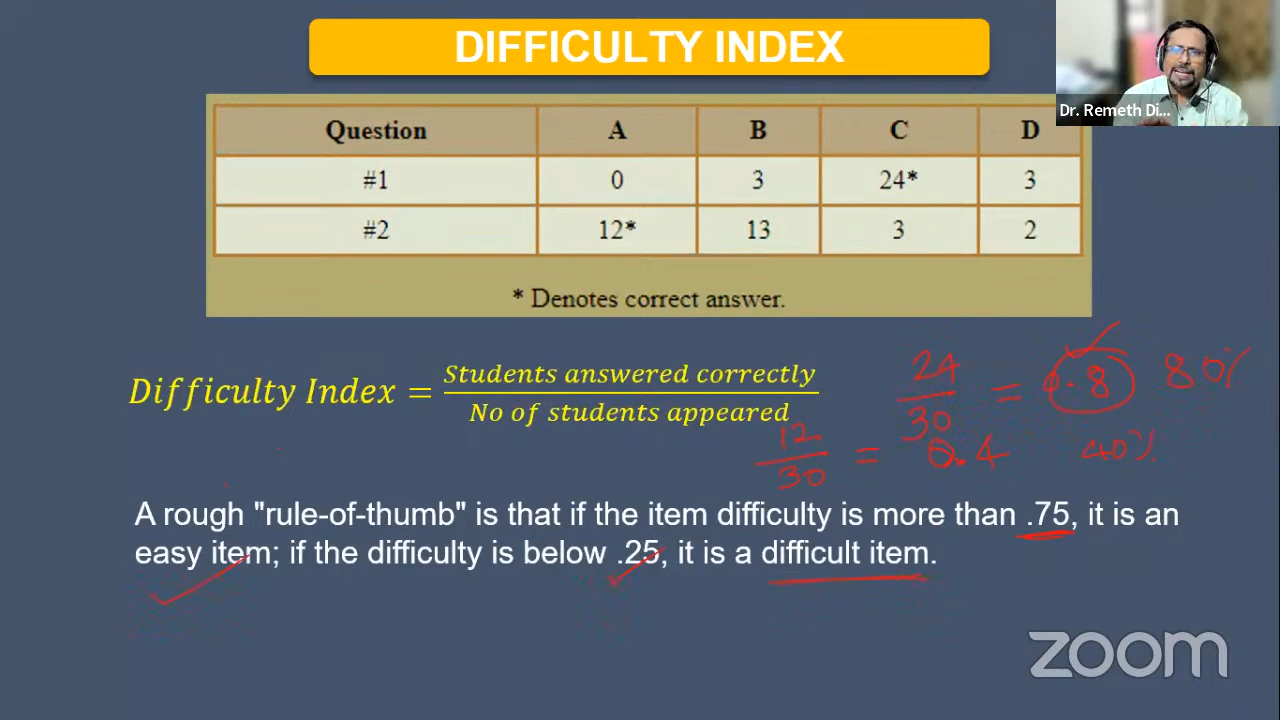 DIFFICULTY INDEX
Dr. Remeth Di...
Question A B C D
#1 0 3 24* 3
#2 12* 13 3 2
* Denotes correct answer.
Difficulty Index = Students answered correctly / No of students appeared
24/30 = 0.8 80%
12/30 = 0.4 40%
A rough "rule-of-thumb" is that if the item difficulty is more than .75, it is an
easy item; if the difficulty is below .25, it is a difficult item.
zoom